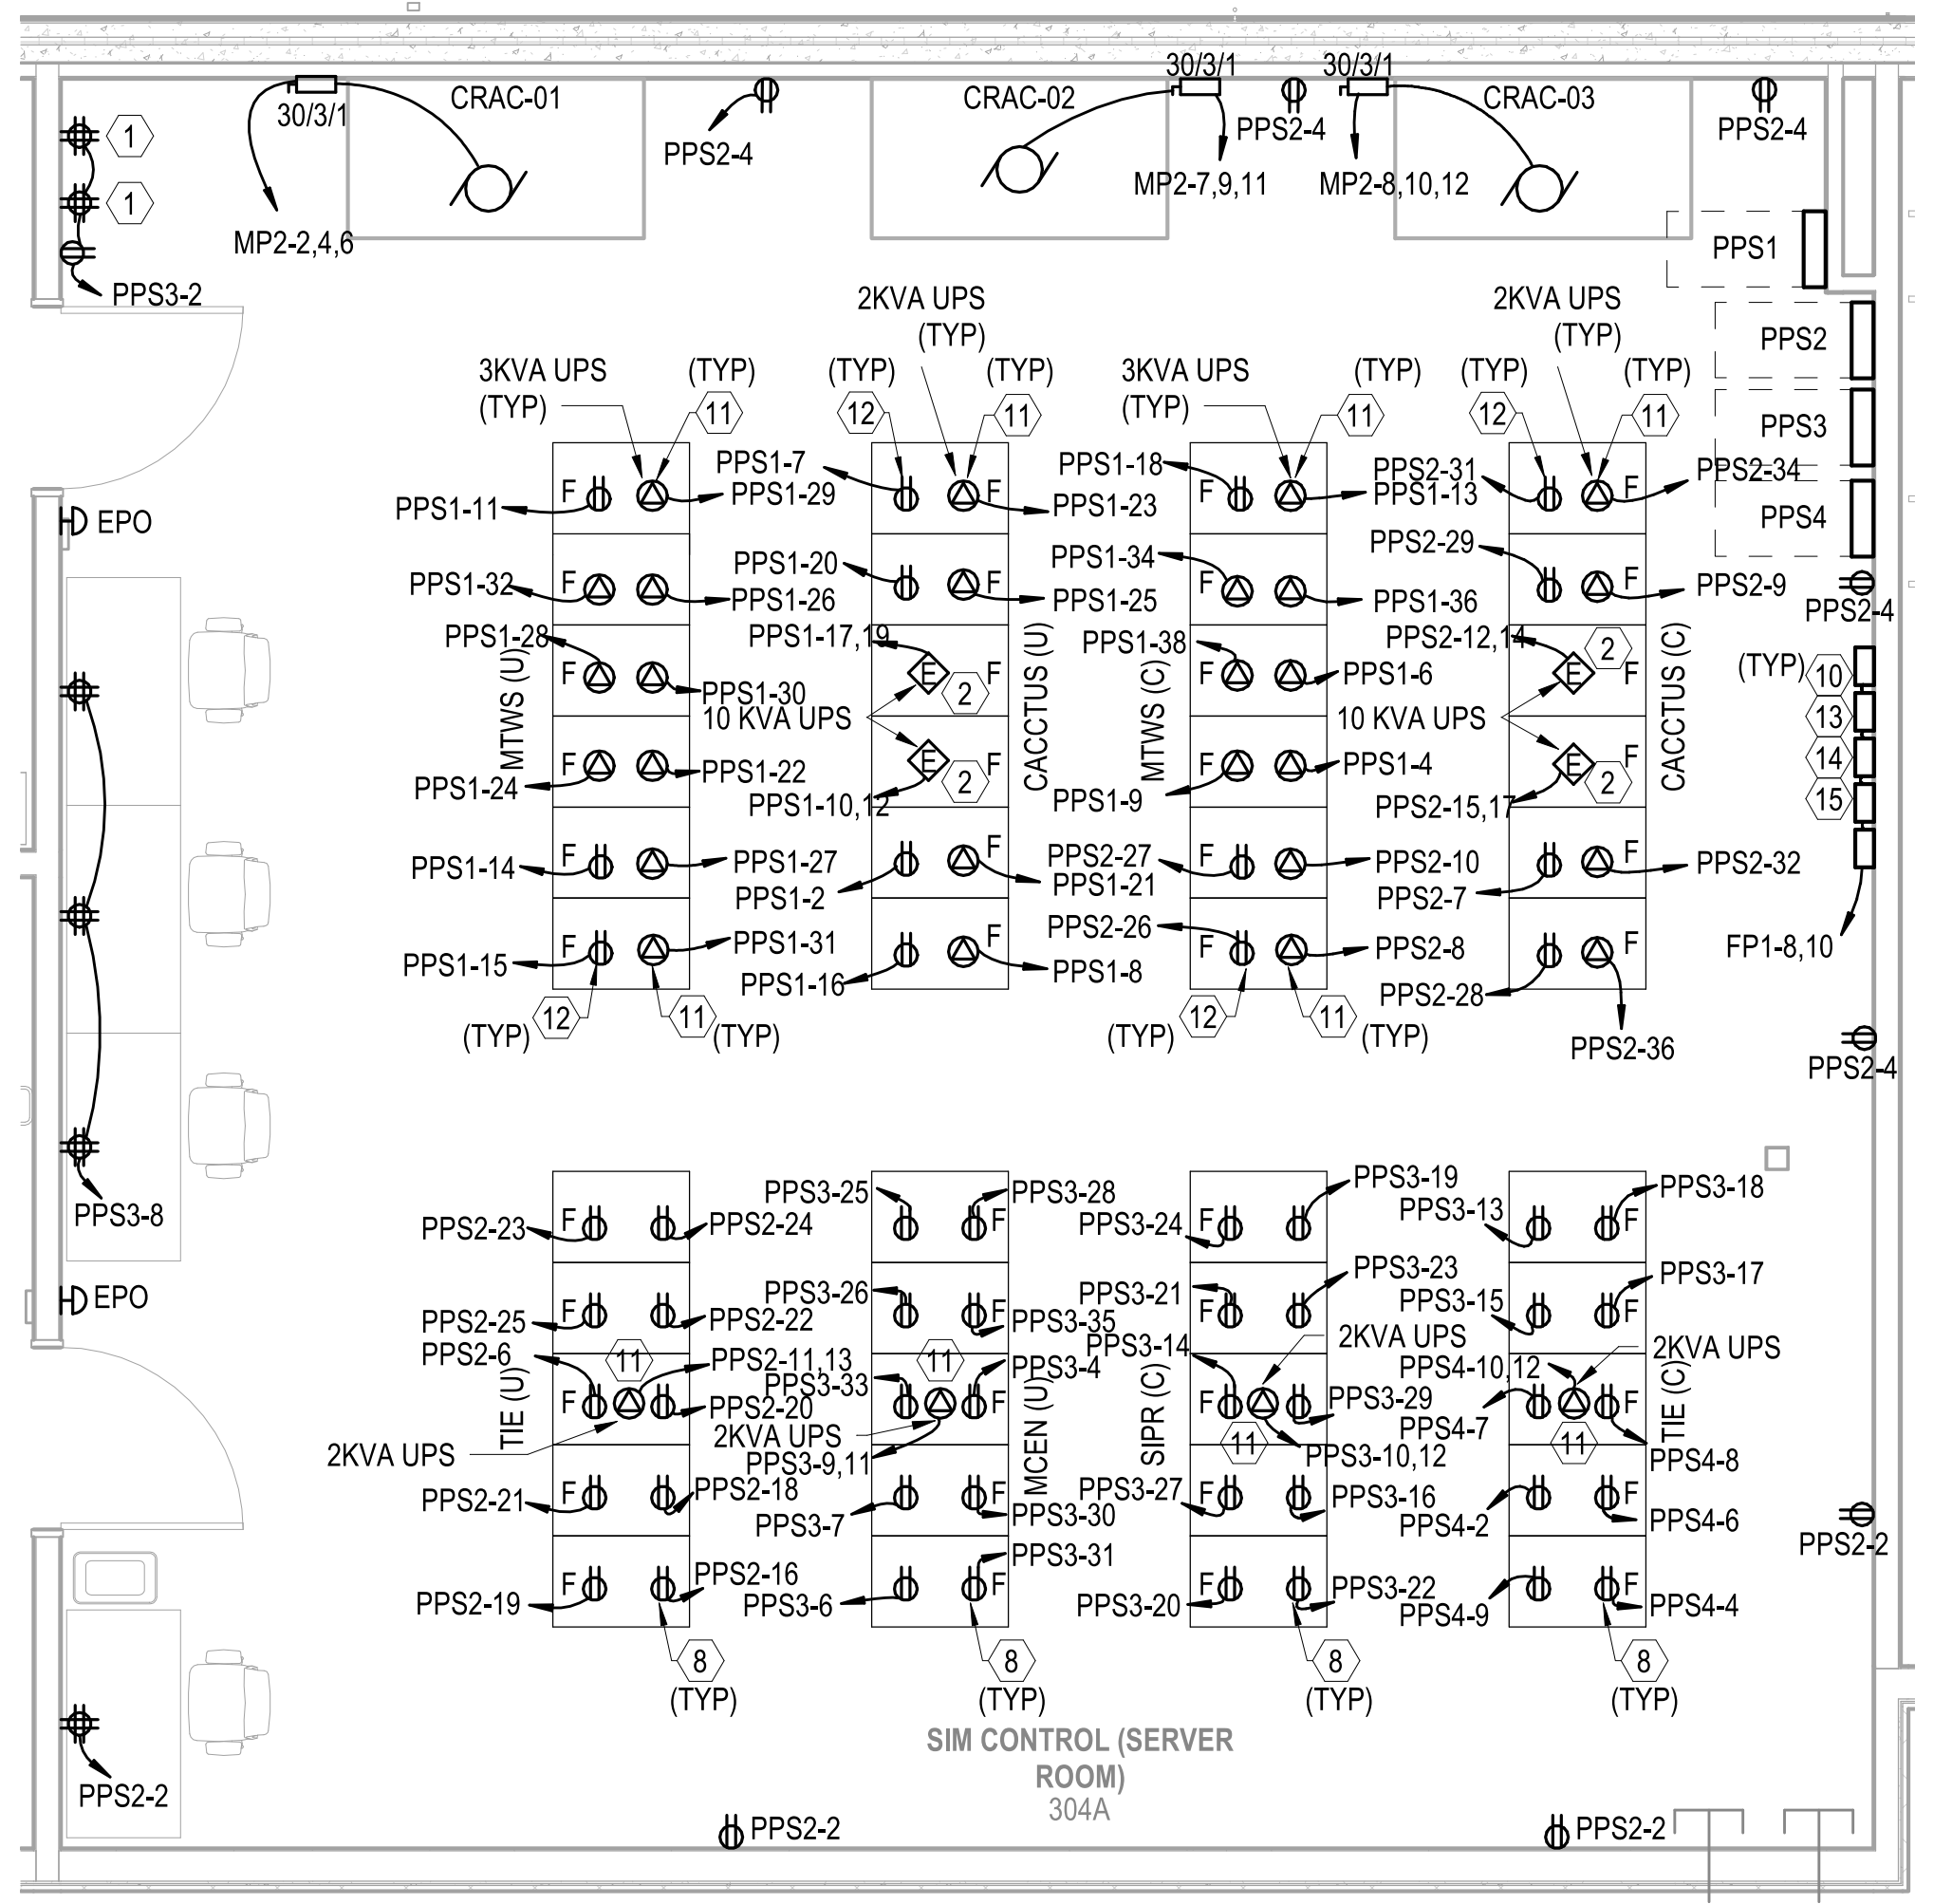 30/3/1
CRAC-01
CRAC-02
30/3/1
30/3/1
CRAC-03
1
1
PPS2-4
PPS2-4
PPS2-4
MP2-2,4,6
MP2-7,9,11
MP2-8,10,12
PPS3-2
PPS1
PPS2
PPS3
PPS4
3KVA UPS
(TYP)
(TYP)
11
(TYP)
12
2KVA UPS
(TYP)
(TYP)
11
3KVA UPS
(TYP)
(TYP)
11
(TYP)
12
2KVA UPS
(TYP)
(TYP)
11
EPO
PPS1-11
F
PPS1-29
PPS1-7
F
PPS1-23
PPS1-18
F
PPS1-13
PPS2-31
F
PPS2-34
PPS1-32
F
PPS1-26
PPS1-20
F
PPS1-25
PPS1-34
F
PPS1-36
PPS2-29
F
PPS2-9
PPS2-4
PPS1-28
F
PPS1-30
MTWS (U)
PPS1-17,19
E
2
F
10 KVA UPS
CACCTUS (U)
PPS1-38
F
PPS1-6
MTWS (C)
PPS2-12,14
E
2
F
10 KVA UPS
CACCTUS (C)
(TYP)
10
13
14
15
PPS1-24
F
PPS1-22
PPS1-10,12
E
2
F
PPS1-9
F
PPS1-4
PPS2-15,17
E
2
F
PPS1-14
F
PPS1-27
PPS1-2
F
PPS1-21
PPS2-27
F
PPS2-10
PPS2-7
F
PPS2-32
PPS1-15
F
PPS1-31
PPS1-16
F
PPS1-8
PPS2-26
F
PPS2-8
PPS2-28
F
PPS2-36
FP1-8,10
(TYP)
12
11
(TYP)
(TYP)
12
11
(TYP)
PPS2-4
PPS3-8
EPO
PPS2-23
F
PPS2-24
PPS3-25
F
PPS3-28
PPS3-24
F
PPS3-19
PPS3-13
F
PPS3-18
PPS2-25
F
PPS2-22
PPS3-26
F
PPS3-35
PPS3-21
F
PPS3-23
PPS3-15
F
PPS3-17
PPS2-6
F
11
PPS2-11,13
PPS2-20
TIE (U)
2KVA UPS
PPS3-33
11
F
PPS3-4
2KVA UPS
PPS3-9,11
MCEN (U)
PPS3-14
F
2KVA UPS
PPS3-29
11
PPS3-10,12
SIPR (C)
PPS4-10,12
PPS4-7
F
2KVA UPS
11
PPS4-8
TIE (C)
PPS2-21
F
PPS2-18
PPS3-7
F
PPS3-30
PPS3-27
F
PPS3-16
PPS4-2
F
PPS4-6
PPS2-2
PPS2-19
F
PPS2-16
PPS3-6
F
PPS3-31
PPS3-20
F
PPS3-22
PPS4-9
F
PPS4-4
8
(TYP)
8
(TYP)
8
(TYP)
8
(TYP)
SIM CONTROL (SERVER
ROOM)
304A
PPS2-2
PPS2-2
PPS2-2